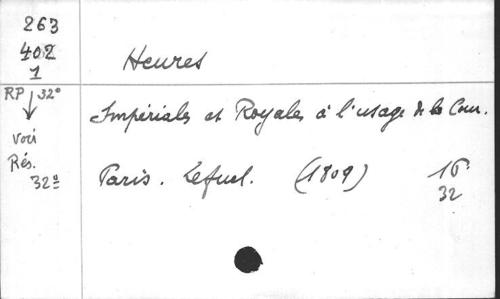 263
402
1
RP ↓ 32°
voir
Rés.
32°
Heures
Impériales et Royales à l'usage de la Cour.
Paris. Lefuel. (1809) 16
32